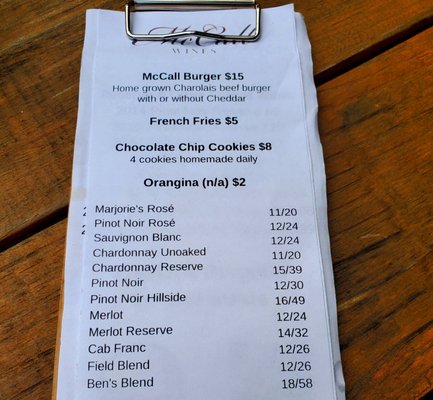 McCall
WINES
McCall Burger $15
Home grown Charolais beef burger
with or without Cheddar
French Fries $5
Chocolate Chip Cookies $8
4 cookies homemade daily
Orangina (n/a) $2
Marjorie's Rosé 11/20
Pinot Noir Rosé 12/24
Sauvignon Blanc 12/24
Chardonnay Unoaked 11/20
Chardonnay Reserve 15/39
Pinot Noir 12/30
Pinot Noir Hillside 16/49
Merlot 12/24
Merlot Reserve 14/32
Cab Franc 12/26
Field Blend 12/26
Ben's Blend 18/58